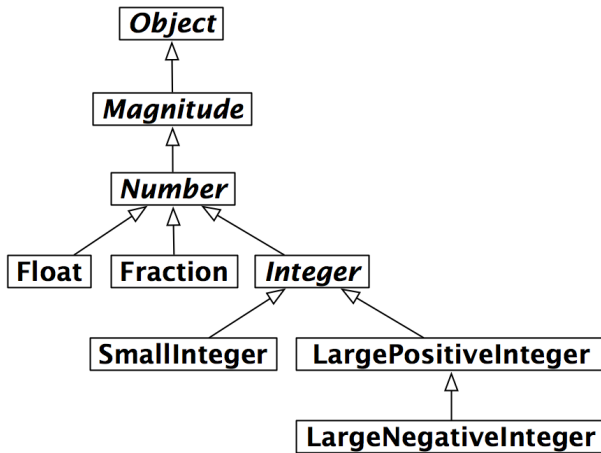 Object
Magnitude
Number
Float
Fraction
Integer
SmallInteger
LargePositiveInteger
LargeNegativeInteger